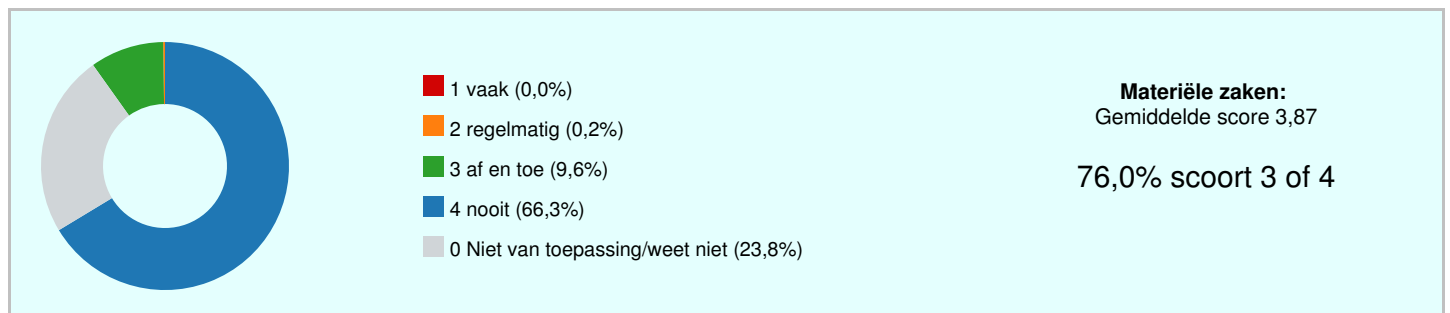 1 vaak (0,0%)
2 regelmatig (0,2%)
3 af en toe (9,6%)
4 nooit (66,3%)
0 Niet van toepassing/weet niet (23,8%)
Materiële zaken:
Gemiddelde score 3,87
76,0% scoort 3 of 4